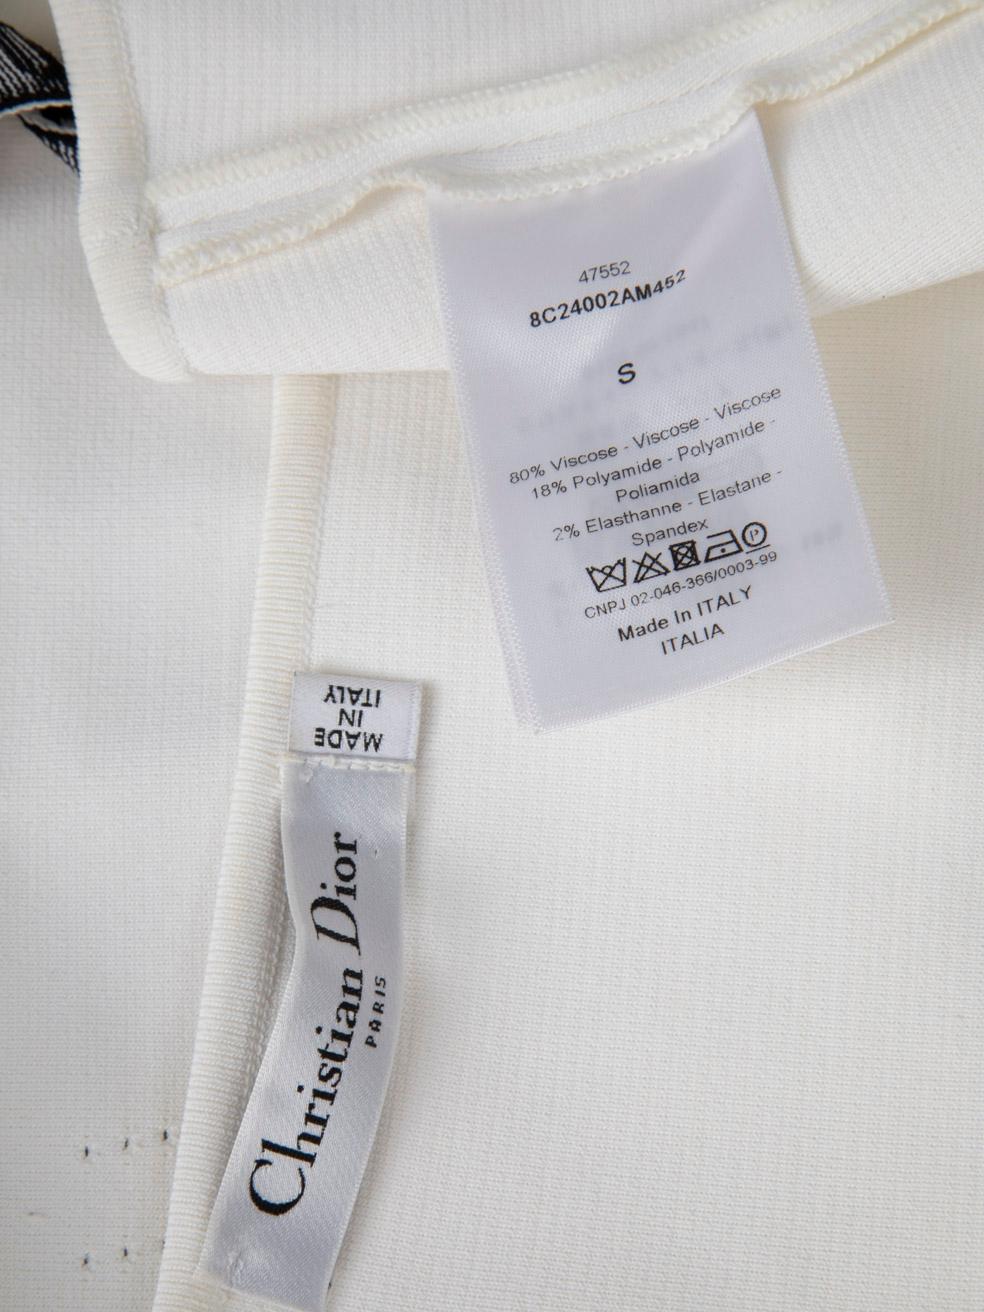 47552
8C24002AM452
S
80% Viscose - Viscose - Viscose
18% Polyamide - Polyamide -
Poliamida
2% Elasthanne - Elastane -
Spandex
P
CNPJ 02-046-366/0003-99
Made In ITALY
ITALIA
MADE
IN
ITALY
Christian Dior
PARIS